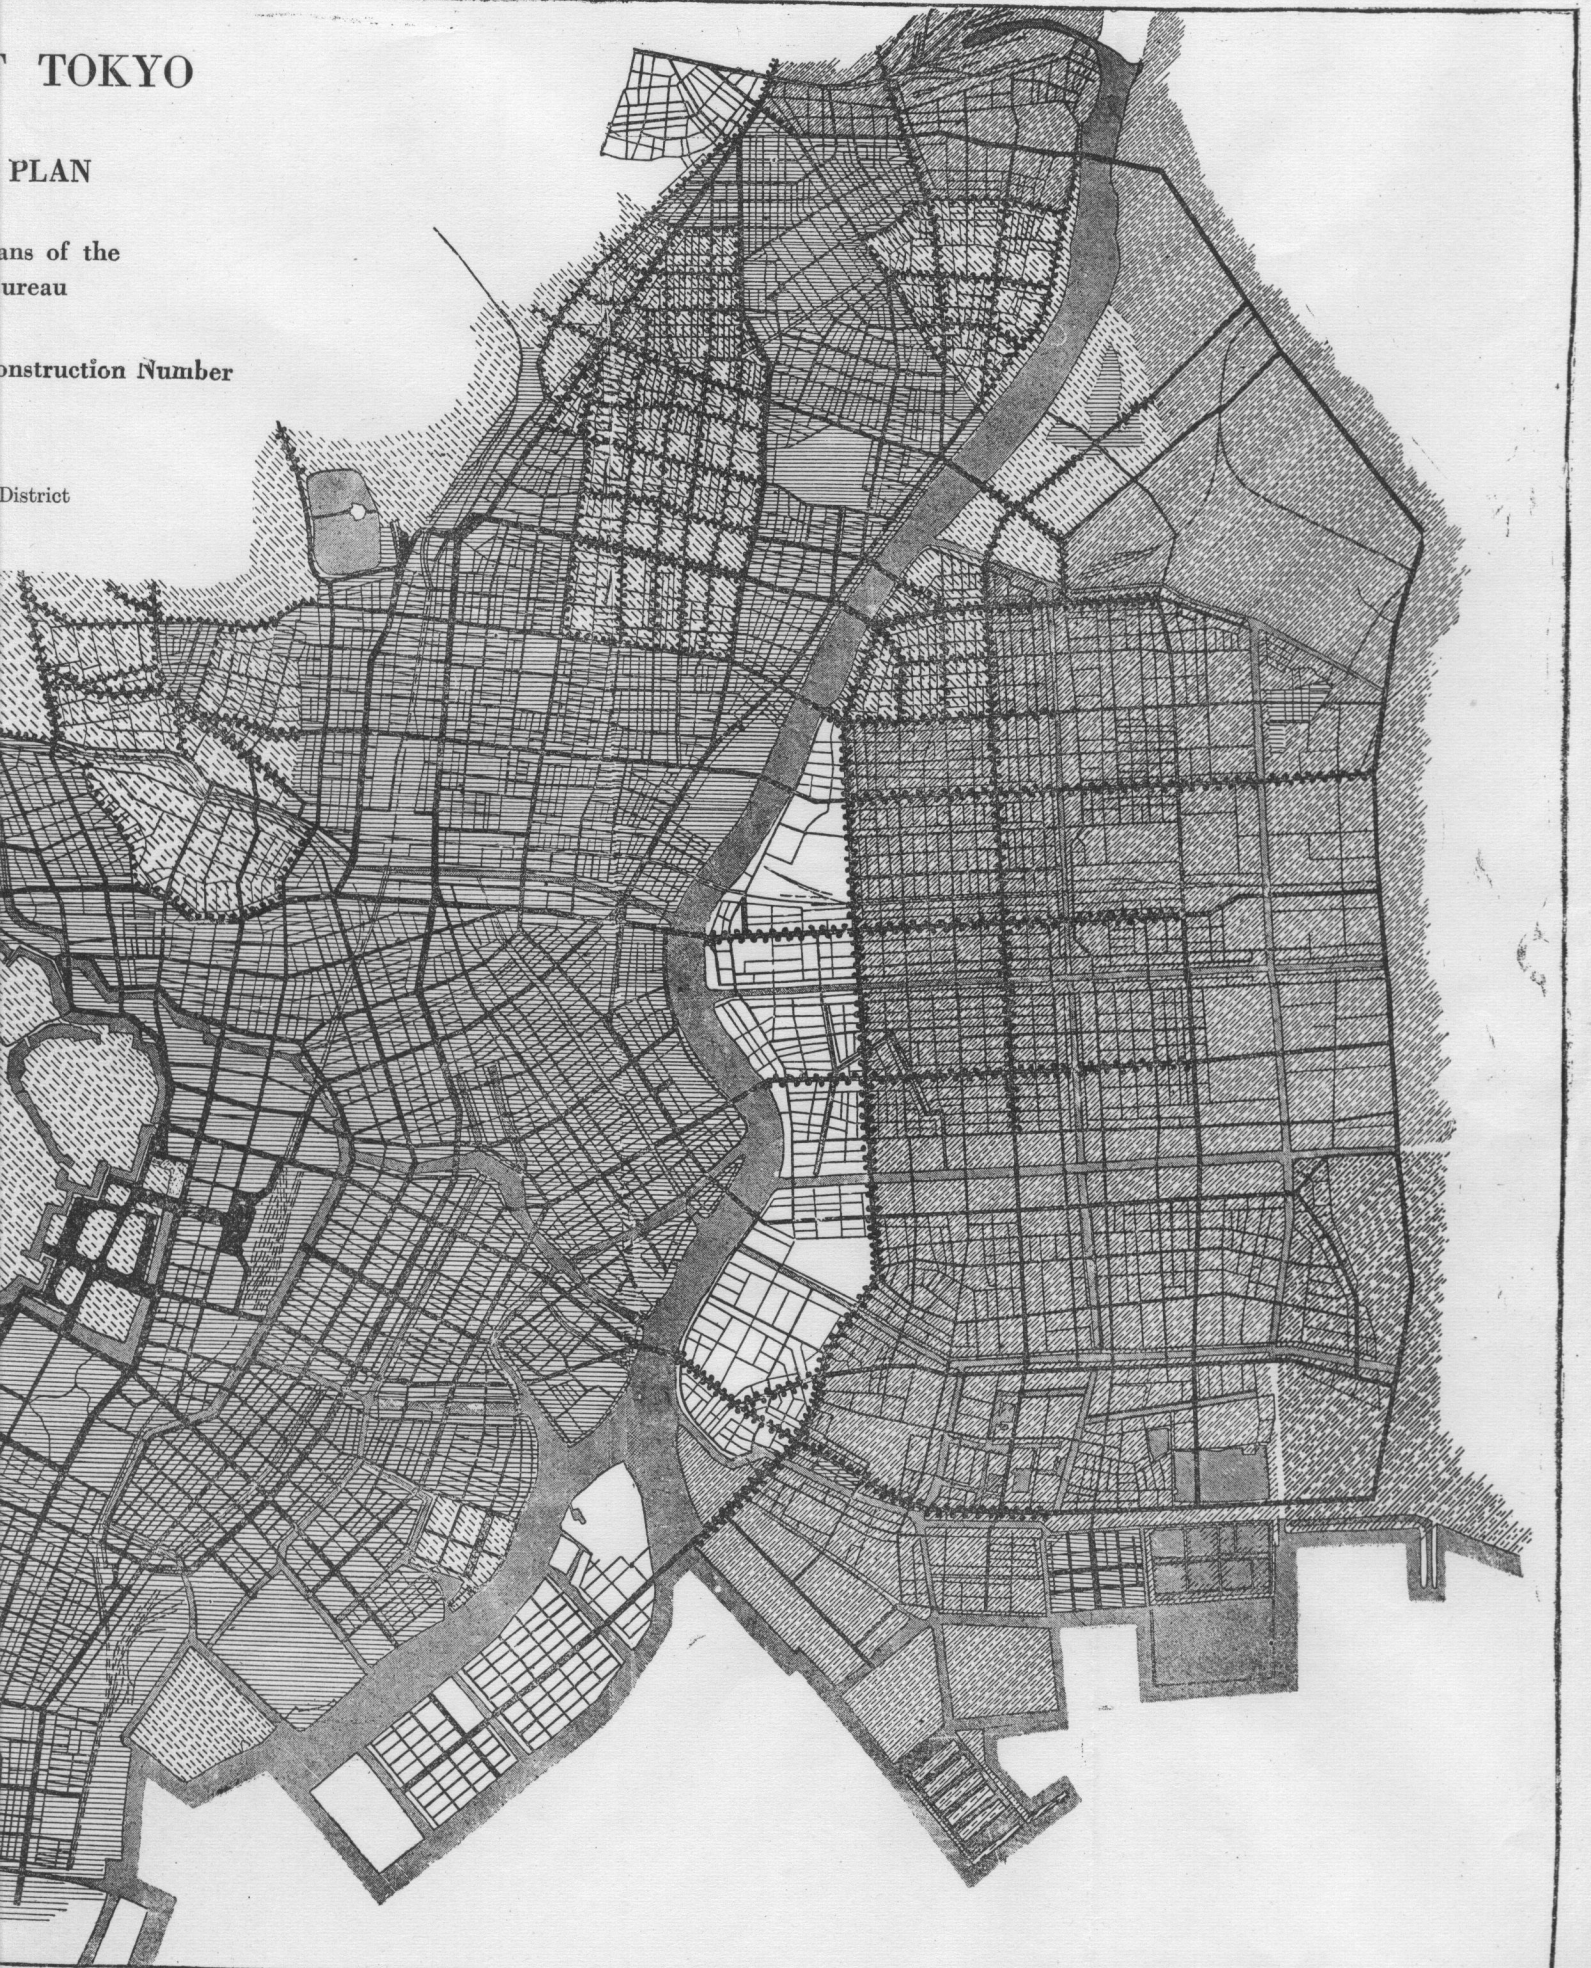 TOKYO
PLAN
ans of the
ureau
onstruction Number
District